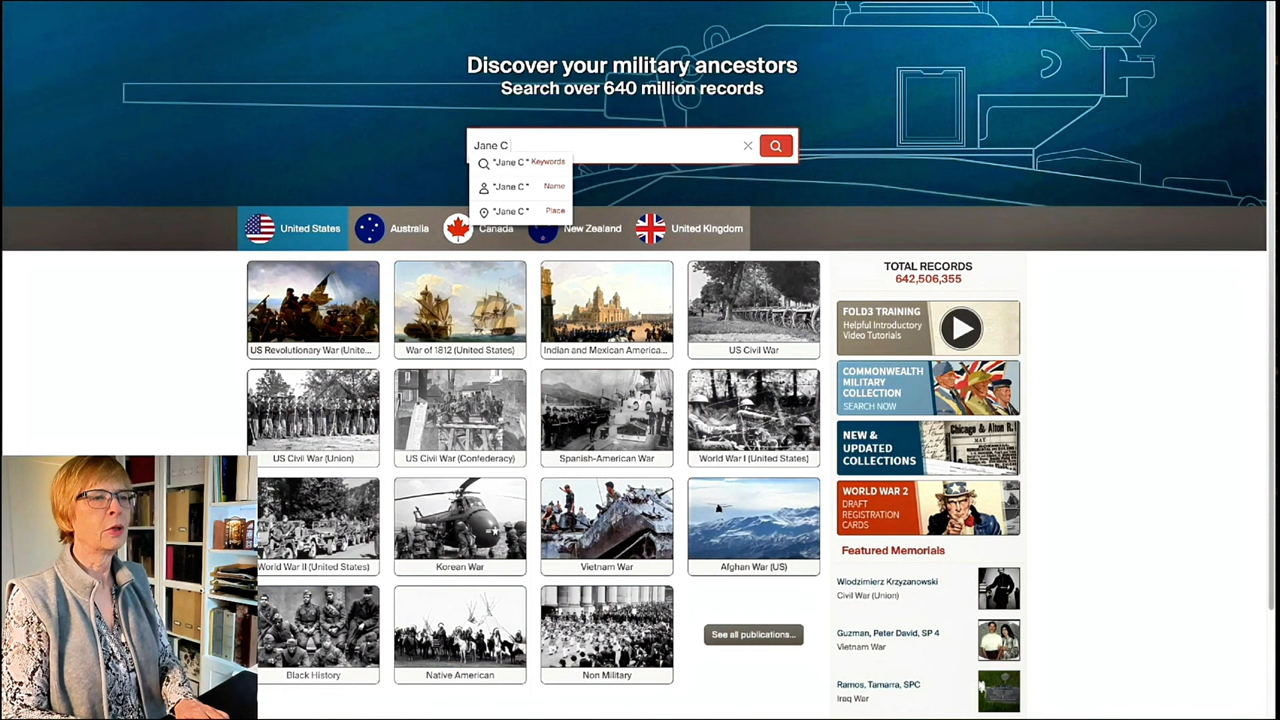 Discover your military ancestors
Search over 640 million records
Jane C
"Jane C " Keywords
"Jane C " Name
"Jane C " Place
United States
Australia
Canada
New Zealand
United Kingdom
US Revolutionary War (Unite...
War of 1812 (United States)
Indian and Mexican America...
US Civil War
US Civil War (Union)
US Civil War (Confederacy)
Spanish-American War
World War I (United States)
World War II (United States)
Korean War
Vietnam War
Afghan War (US)
Black History
Native American
Non Military
See all publications...
TOTAL RECORDS
642,506,355
FOLD3 TRAINING
Helpful Introductory
Video Tutorials
COMMONWEALTH
MILITARY
COLLECTION
SEARCH NOW
NEW &
UPDATED
COLLECTIONS
Chicago & Alton R.
MAY
WORLD WAR 2
DRAFT
REGISTRATION
CARDS
Featured Memorials
Wlodzimierz Krzyzanowski
Civil War (Union)
Guzman, Peter David, SP 4
Vietnam War
Ramos, Tamarra, SPC
Iraq War